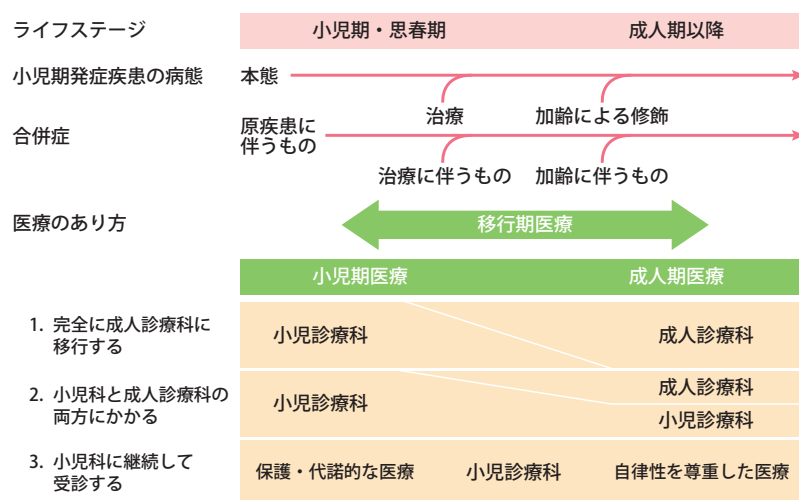 ライフステージ
小児期・思春期
成人期以降
小児期発症疾患の病態
本態
治療
加齢による修飾
合併症
原疾患に
伴うもの
治療に伴うもの
加齢に伴うもの
医療のあり方
移行期医療
小児期医療
成人期医療
1. 完全に成人診療科に
移行する
小児診療科
成人診療科
2. 小児科と成人診療科の
両方にかかる
小児診療科
成人診療科
小児診療科
3. 小児科に継続して
受診する
保護・代諾的な医療
小児診療科
自律性を尊重した医療